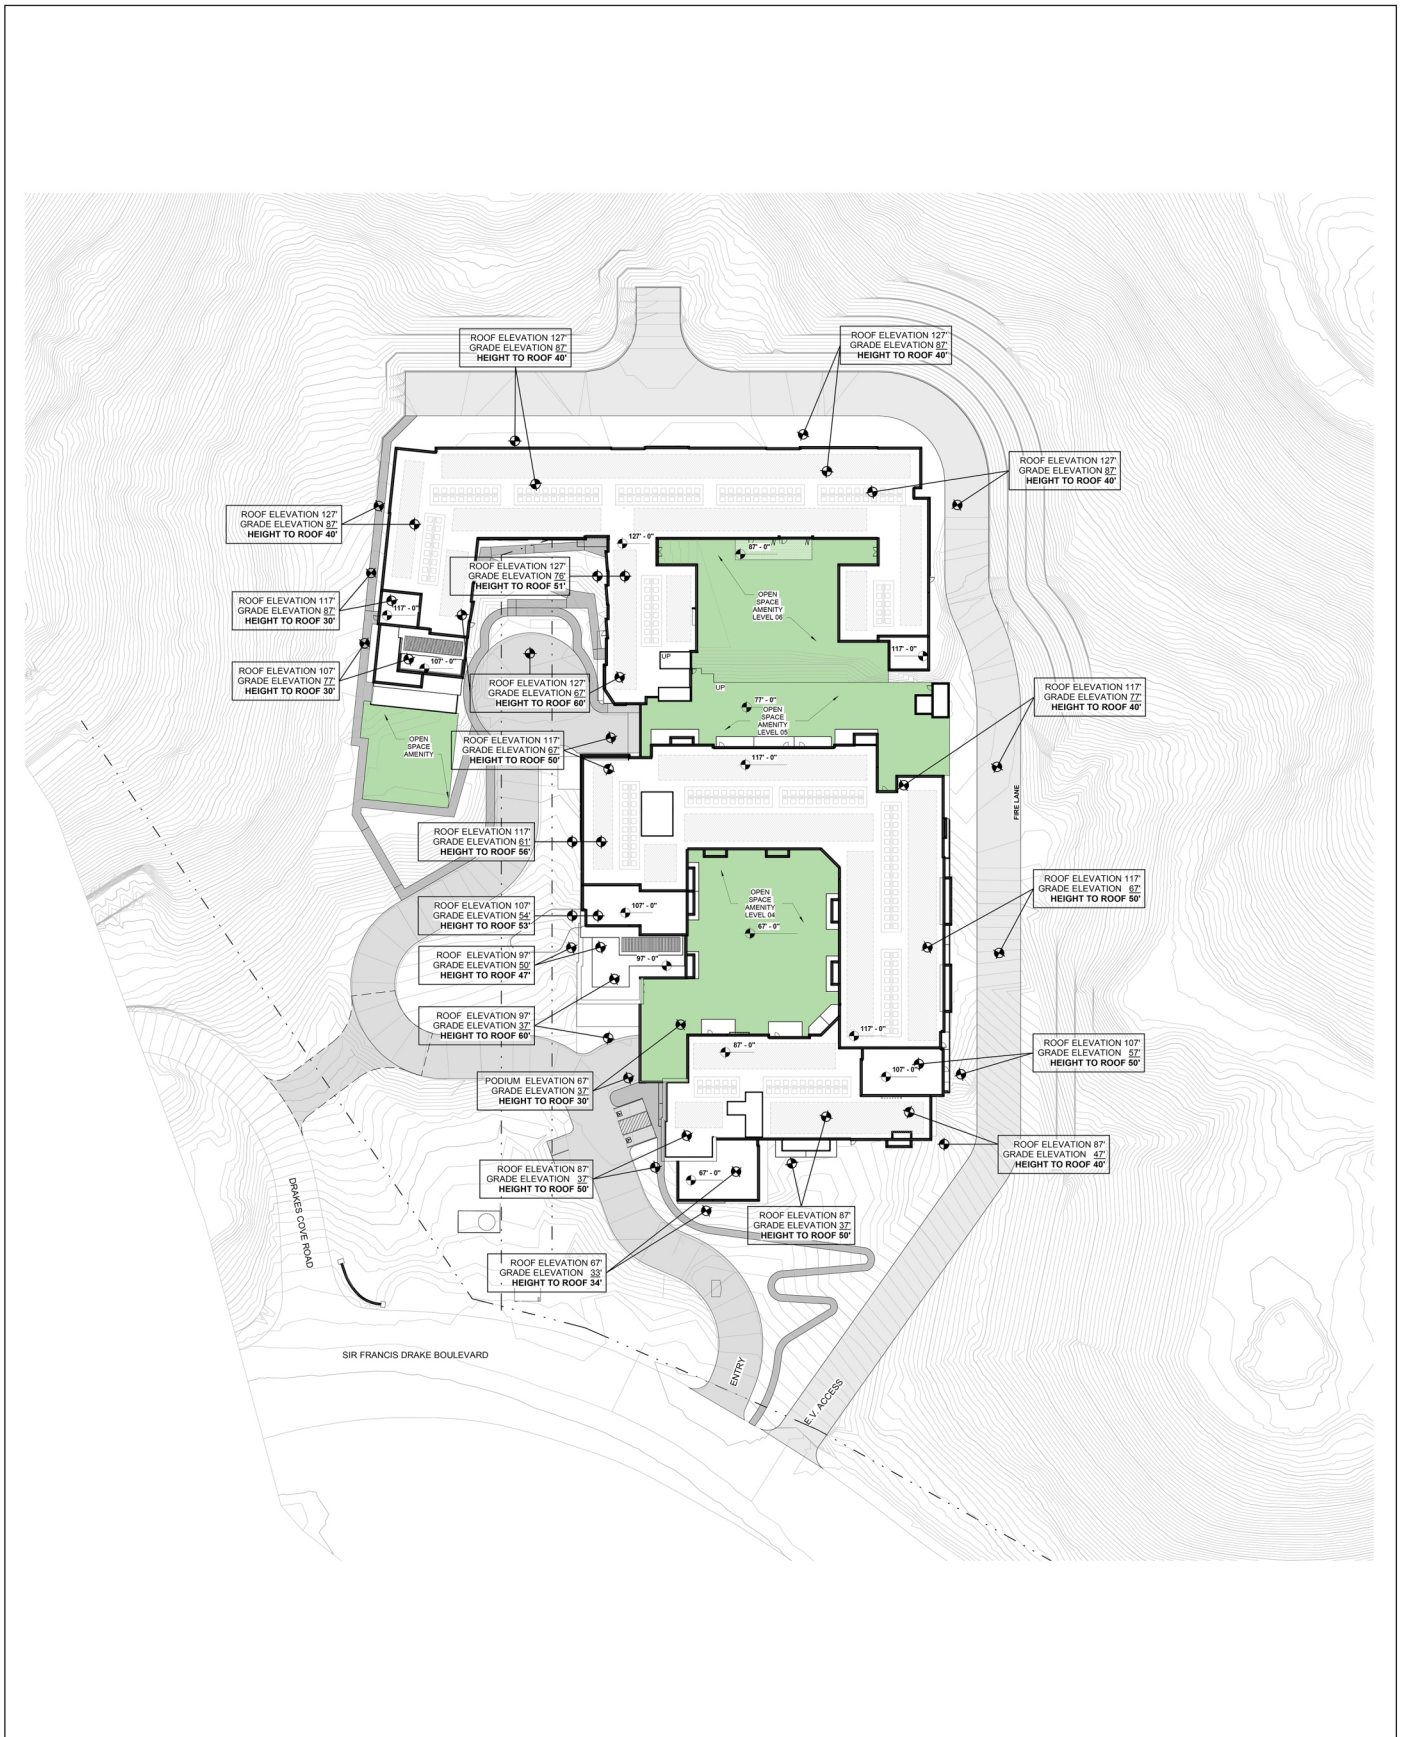 ROOF ELEVATION 127'
GRADE ELEVATION 87'
HEIGHT TO ROOF 40'
ROOF ELEVATION 127'
GRADE ELEVATION 87'
HEIGHT TO ROOF 40'
ROOF ELEVATION 127'
GRADE ELEVATION 87'
HEIGHT TO ROOF 40'
ROOF ELEVATION 127'
GRADE ELEVATION 87'
HEIGHT TO ROOF 40'
127' - 0"
87' - 0"
ROOF ELEVATION 127'
GRADE ELEVATION 76'
HEIGHT TO ROOF 51'
ROOF ELEVATION 117'
GRADE ELEVATION 87'
HEIGHT TO ROOF 30'
117' - 0"
OPEN
SPACE
AMENITY
LEVEL 06
117' - 0"
UP
ROOF ELEVATION 107'
GRADE ELEVATION 77'
HEIGHT TO ROOF 30'
107' - 0"
ROOF ELEVATION 127'
GRADE ELEVATION 67'
HEIGHT TO ROOF 60'
UP
77' - 0"
OPEN
SPACE
AMENITY
LEVEL 05
ROOF ELEVATION 117'
GRADE ELEVATION 77'
HEIGHT TO ROOF 40'
OPEN
SPACE
AMENITY
ROOF ELEVATION 117'
GRADE ELEVATION 67'
HEIGHT TO ROOF 50'
117' - 0"
FIRE LANE
ROOF ELEVATION 117'
GRADE ELEVATION 61'
HEIGHT TO ROOF 56'
ROOF ELEVATION 117'
GRADE ELEVATION 67'
HEIGHT TO ROOF 50'
OPEN
SPACE
AMENITY
LEVEL 04
67' - 0"
ROOF ELEVATION 107'
GRADE ELEVATION 54'
HEIGHT TO ROOF 53'
107' - 0"
ROOF ELEVATION 97'
GRADE ELEVATION 50'
HEIGHT TO ROOF 47'
97' - 0"
ROOF ELEVATION 97'
GRADE ELEVATION 37'
HEIGHT TO ROOF 60'
117' - 0"
87' - 0"
ROOF ELEVATION 107'
GRADE ELEVATION 57'
HEIGHT TO ROOF 50'
107' - 0"
PODIUM ELEVATION 67'
GRADE ELEVATION 37'
HEIGHT TO ROOF 30'
ROOF ELEVATION 87'
GRADE ELEVATION 47'
HEIGHT TO ROOF 40'
ROOF ELEVATION 87'
GRADE ELEVATION 37'
HEIGHT TO ROOF 50'
67' - 0"
ROOF ELEVATION 87'
GRADE ELEVATION 37'
HEIGHT TO ROOF 50'
DRAKES COVE ROAD
ROOF ELEVATION 67'
GRADE ELEVATION 33'
HEIGHT TO ROOF 34'
SIR FRANCIS DRAKE BOULEVARD
ENTRY
E.V. ACCESS